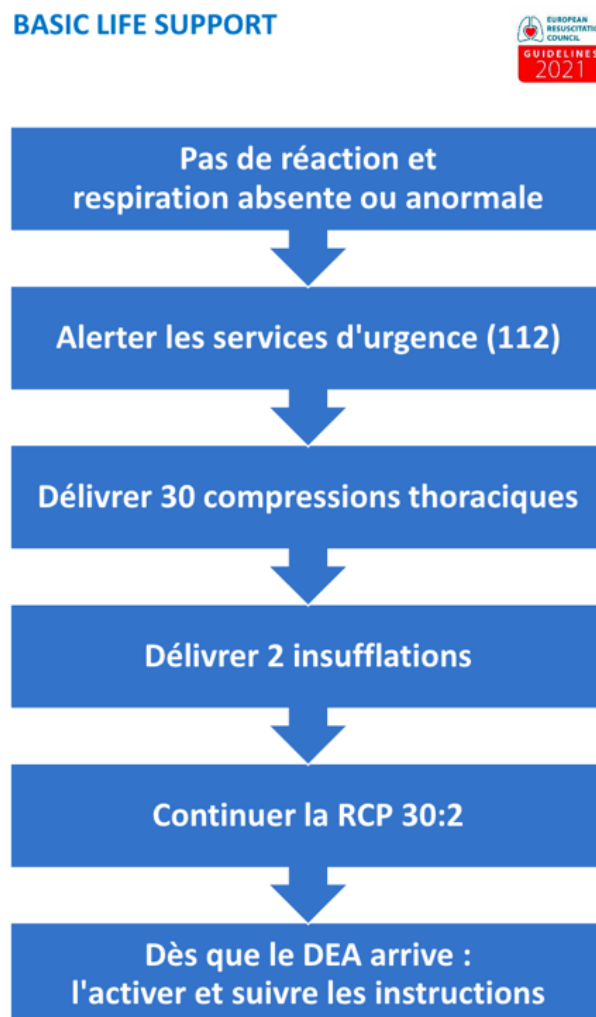 BASIC LIFE SUPPORT
EUROPEAN
RESUSCITATIO
COUNCIL
GUIDELINES
2021
Pas de réaction et
respiration absente ou anormale
Alerter les services d'urgence (112)
Délivrer 30 compressions thoraciques
Délivrer 2 insufflations
Continuer la RCP 30:2
Dès que le DEA arrive :
l'activer et suivre les instructions